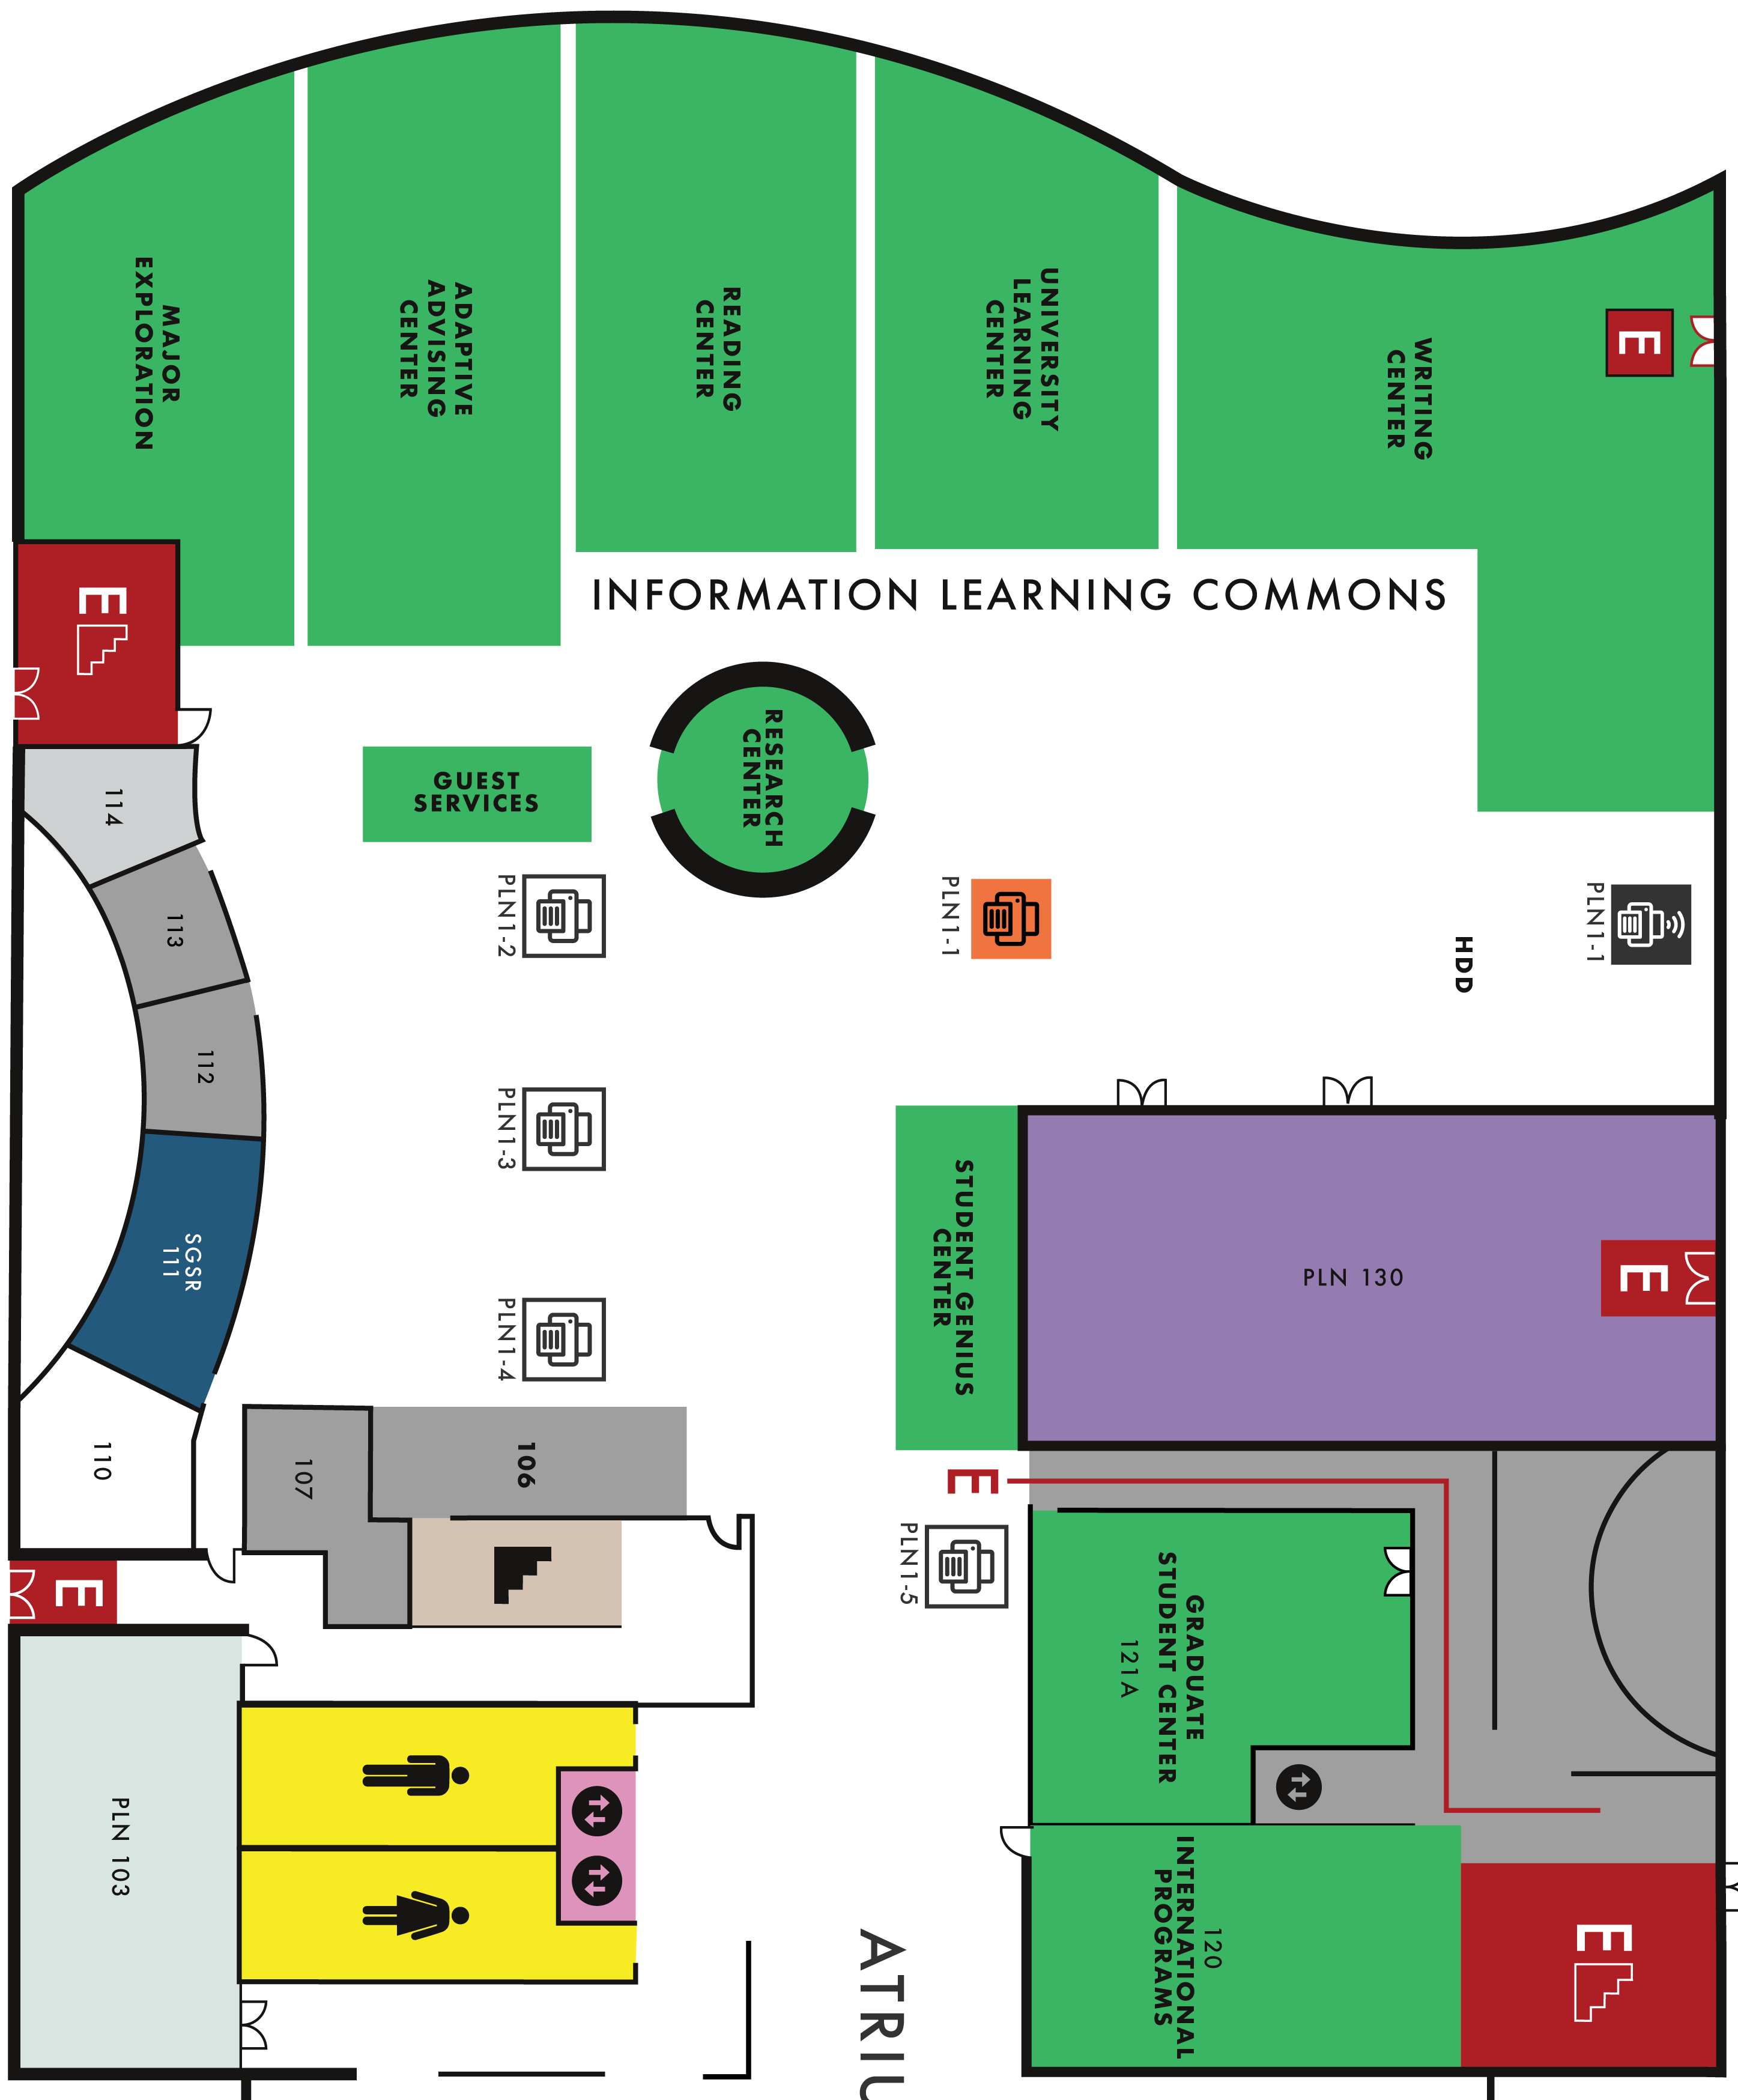 MAJOR
EXPLORATION
ADAPTIVE
ADVISING
CENTER
READING
CENTER
UNIVERSITY
LEARNING
CENTER
WRITING
CENTER
E
INFORMATION LEARNING COMMONS
E
RESEARCH
CENTER
GUEST
SERVICES
114
113
112
SGSR
111
110
PLN1-2
PLN1-1
HDD
PLN1-1
PLN1-3
PLN1-4
STUDENT GENIUS
CENTER
PLN 130
E
106
107
E
PLN1-5
E
GRADUATE
STUDENT CENTER
121A
PLN 103
120
INTERNATIONAL
PROGRAMS
E
ATRIU